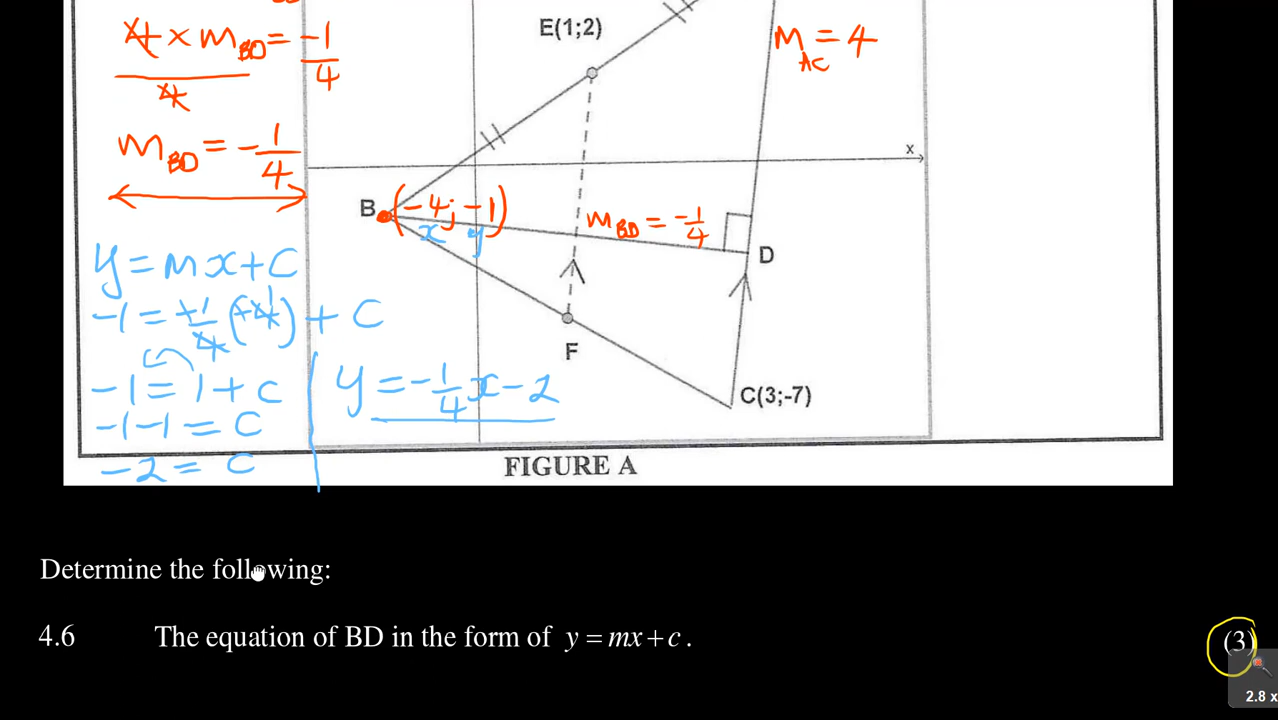 4 × m_BD = -1
4      4
m_BD = -1/4
y = mx + c
-1 = -1/4(-4) + c
-1 = 1 + c
-1-1 = c
-2 = c
y = -1/4x - 2
E(1;2)
m_AC = 4
x
B (-4; -1)
x y
m_BD = -1/4
D
F
C(3;-7)
FIGURE A
Determine the following:
4.6 The equation of BD in the form of y = mx + c. (3)
2.8 x